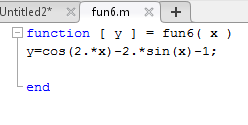 Untitled2* × fun6.m × +
function [ y ] = fun6( x )
y=cos(2.*x)-2.*sin(x)-1;
end